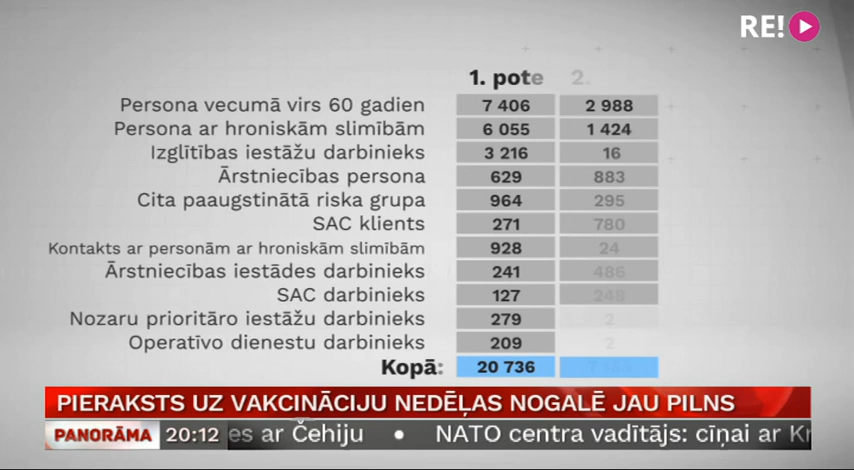 RE!
1. pote 2.
Persona vecumā virs 60 gadien 7 406 2 988
Persona ar hroniskām slimībām 6 055 1 424
Izglītības iestāžu darbinieks 3 216 16
Ārstniecības persona 629 883
Cita paaugstinātā riska grupa 964 295
SAC klients 271 780
Kontakts ar personām ar hroniskām slimībām 928 24
Ārstniecības iestādes darbinieks 241 486
SAC darbinieks 127 248
Nozaru prioritāro iestāžu darbinieks 279 2
Operatīvo dienestu darbinieks 209 2
Kopā: 20 736
PIERAKSTS UZ VAKCINĀCIJU NEDĒĻAS NOGALĒ JAU PILNS
PANORĀMA 20:12 es ar Čehiju • NATO centra vadītājs: cīņai ar Kr